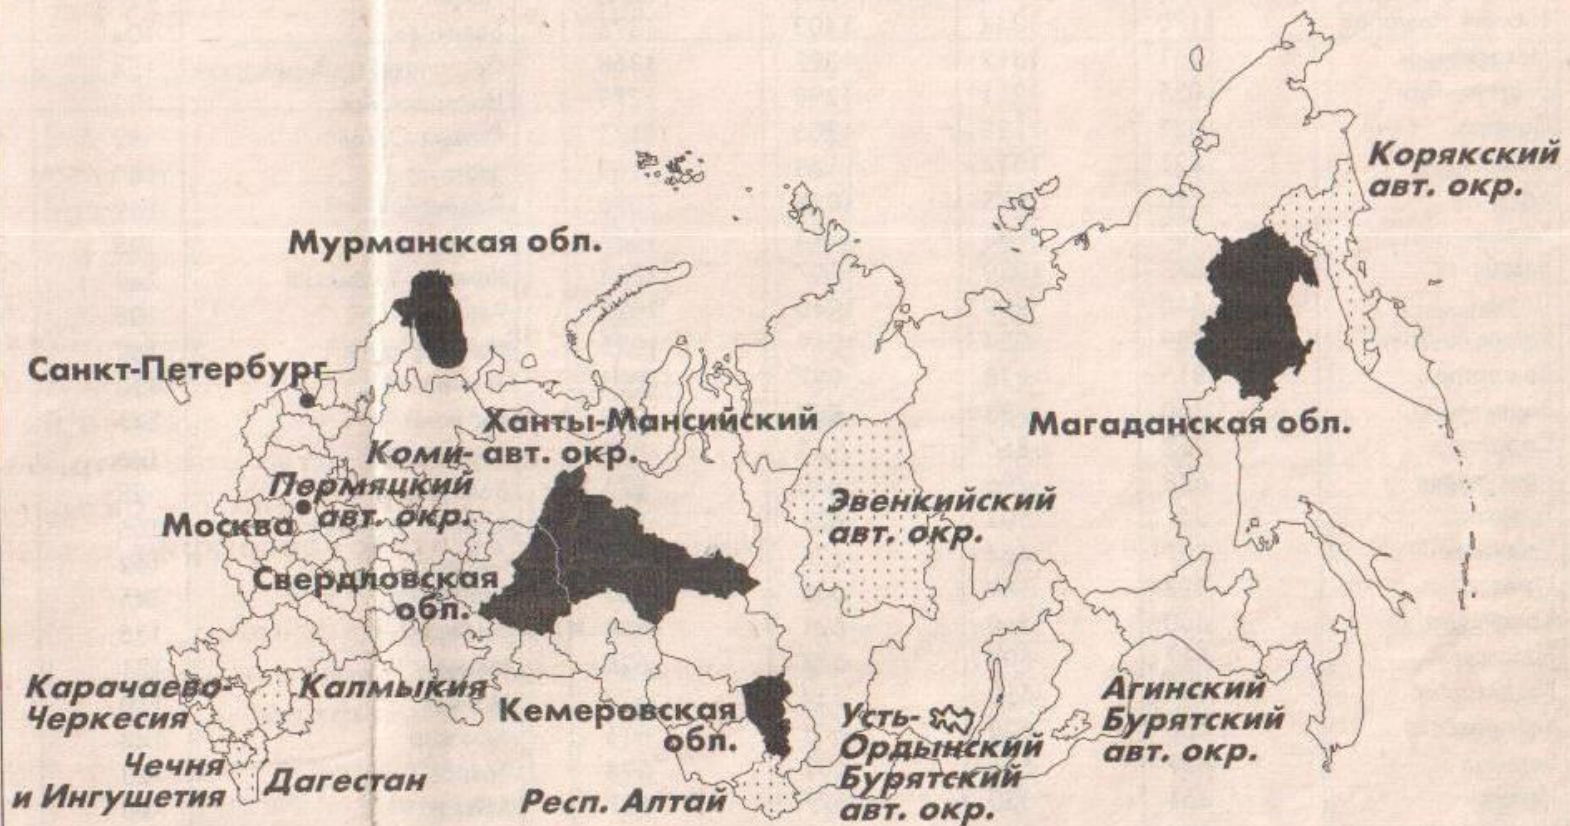 Корякский
авт. окр.
Мурманская обл.
Санкт-Петербург
Ханты-Мансийский
авт. окр.
Магаданская обл.
Коми-
Пермяцкий
авт. окр.
Москва
Эвенкийский
авт. окр.
Свердловская
обл.
Карачаево-
Черкесия
Калмыкия
Кемеровская
обл.
Усть-
Ордынский
Бурятский
авт. окр.
Агинский
Бурятский
авт. окр.
Чечня
и Ингушетия
Дагестан
Респ. Алтай